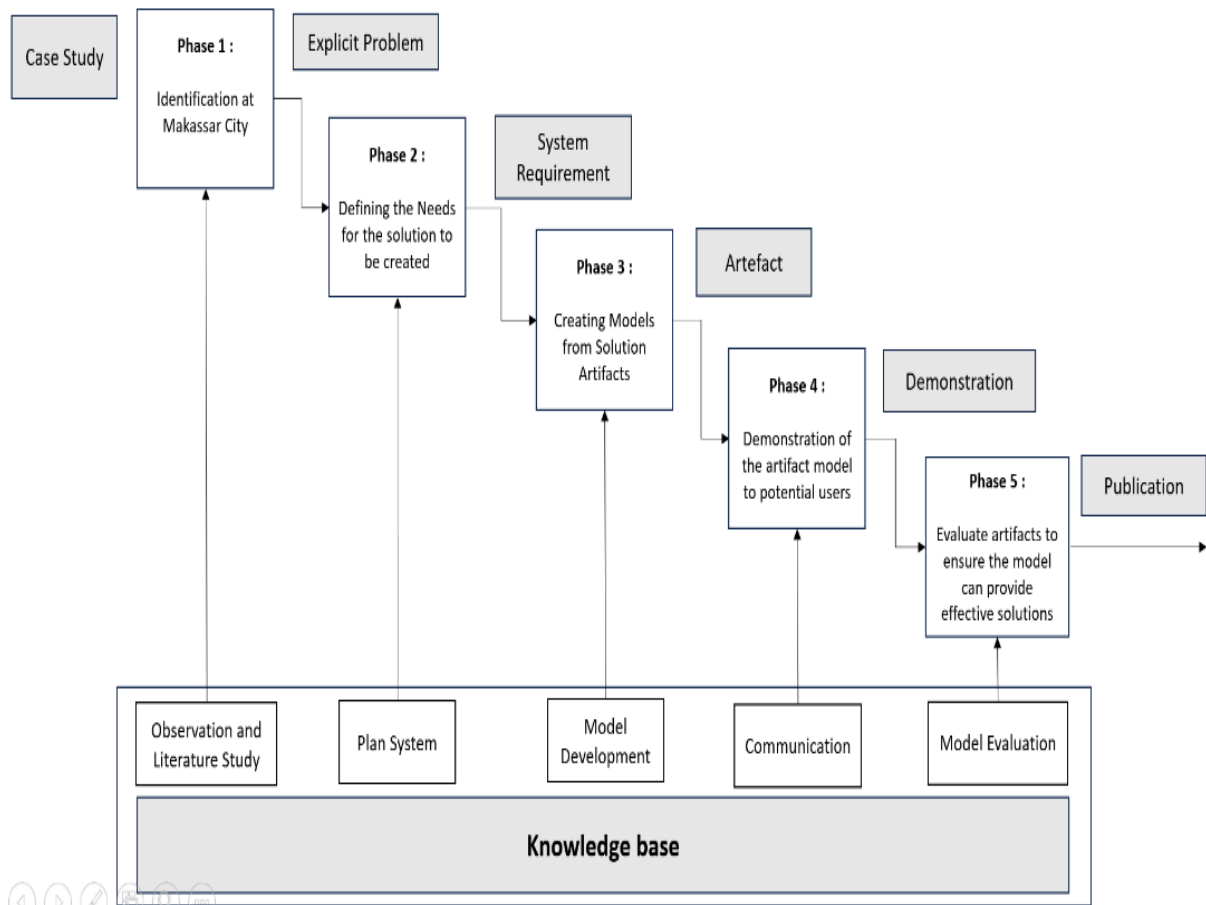 Case Study
Phase 1 :
Identification at
Makassar City
Explicit Problem
Phase 2 :
Defining the Needs
for the solution to
be created
System
Requirement
Phase 3 :
Creating Models
from Solution
Artifacts
Artefact
Phase 4 :
Demonstration of
the artifact model
to potential users
Demonstration
Phase 5 :
Evaluate artifacts to
ensure the model
can provide
effective solutions
Publication
Observation and
Literature Study
Plan System
Model
Development
Communication
Model Evaluation
Knowledge base